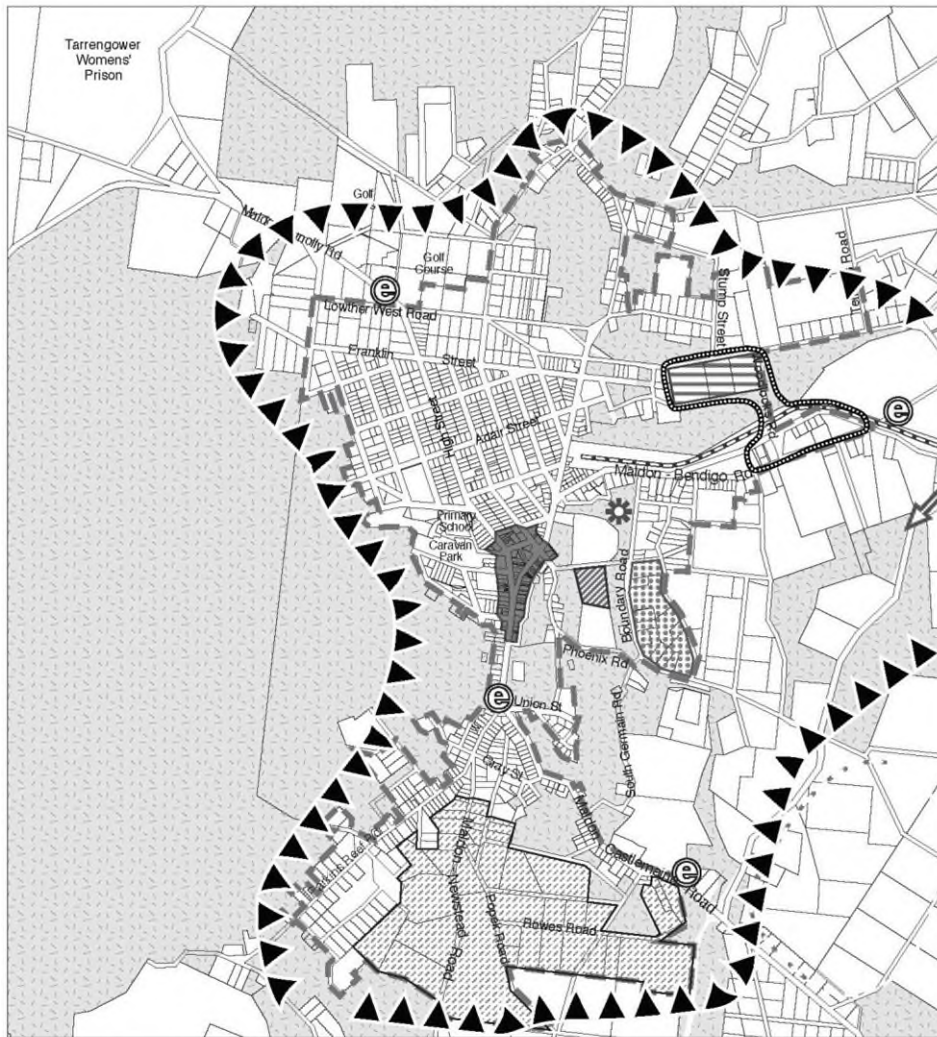 Tarrengower
Womens'
Prison
Golf
Golf
Course
Lowther West Road
Stump Street
Road
Franklin Street
High Street
Adair Street
Maldon - Bendigo Rd
Primary
School
Caravan
Park
Boundary Road
Phoenix Rd
Union St
South German Rd
Gray St
Maldon - Castlemaine Road
Maldon Newstead Road
Rowes Road